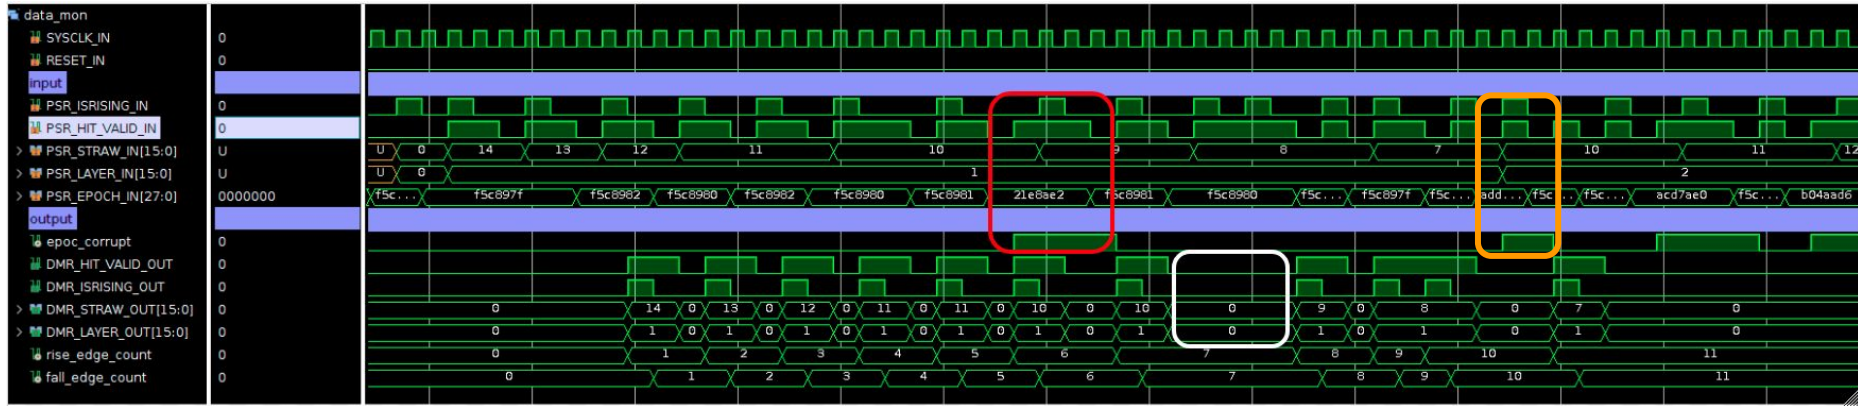 data_mon
SYSCLK_IN 0
RESET_IN 0
input
PSR_ISRISING_IN 0
PSR_HIT_VALID_IN 0
PSR_STRAW_IN[15:0] U U 0 14 13 12 11 10 9 8 7 10 11 12
PSR_LAYER_IN[15:0] U U 0 1 2
PSR_EPOCH_IN[27:0] 0000000 f5c... f5c897f f5c8982 f5c8980 f5c8982 f5c8980 f5c8981 21e8ae2 f5c8981 f5c8980 f5c... f5c897f f5c... add... f5c... f5c... acd7ae0 f5c... b04aad6
output
epoc_corrupt 0
DMR_HIT_VALID_OUT 0
DMR_ISRISING_OUT 0
DMR_STRAW_OUT[15:0] 0 0 14 0 13 0 12 0 11 0 11 0 10 0 10 0 9 0 8 0 7 0
DMR_LAYER_OUT[15:0] 0 0 1 0 1 0 1 0 1 0 1 0 1 0 1 0 1 0 1 0 1 0
rise_edge_count 0 0 1 2 3 4 5 6 7 8 9 10 11
fall_edge_count 0 0 1 2 3 4 5 6 7 8 9 10 11